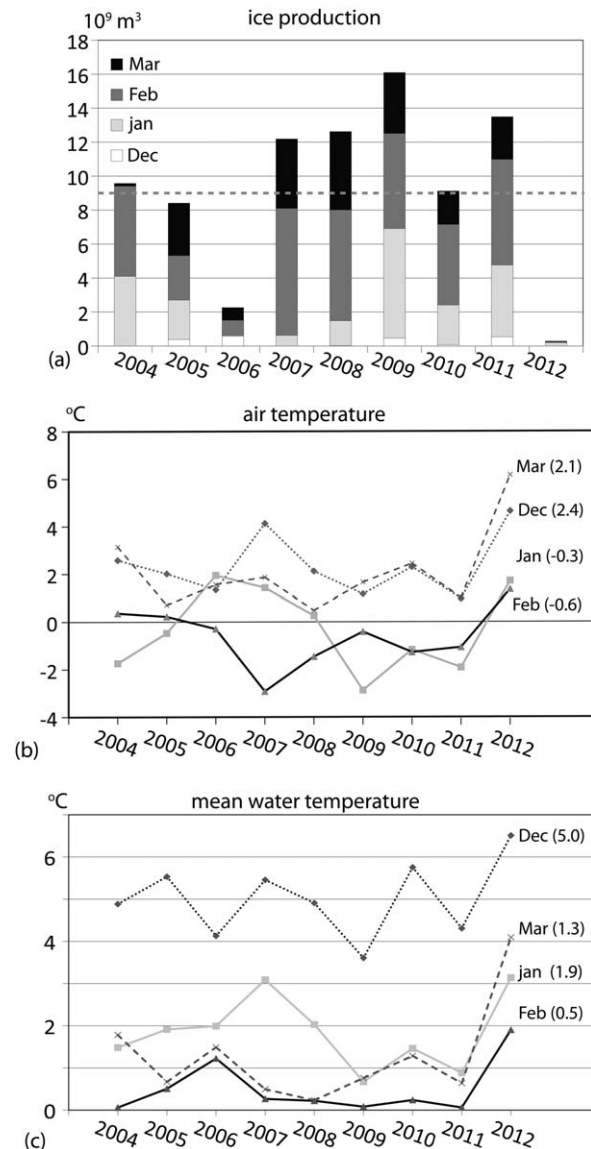 10⁹ m³ ice production
18
16
14
12
10
8
6
4
2
0
Mar
Feb
jan
Dec
(a)
2004 2005 2006 2007 2008 2009 2010 2011 2012
°C air temperature
8
6
4
2
0
-2
-4
Mar (2.1)
Dec (2.4)
Jan (-0.3)
Feb (-0.6)
(b)
2004 2005 2006 2007 2008 2009 2010 2011 2012
°C mean water temperature
6
4
2
0
Dec (5.0)
Mar (1.3)
jan (1.9)
Feb (0.5)
(c)
2004 2005 2006 2007 2008 2009 2010 2011 2012